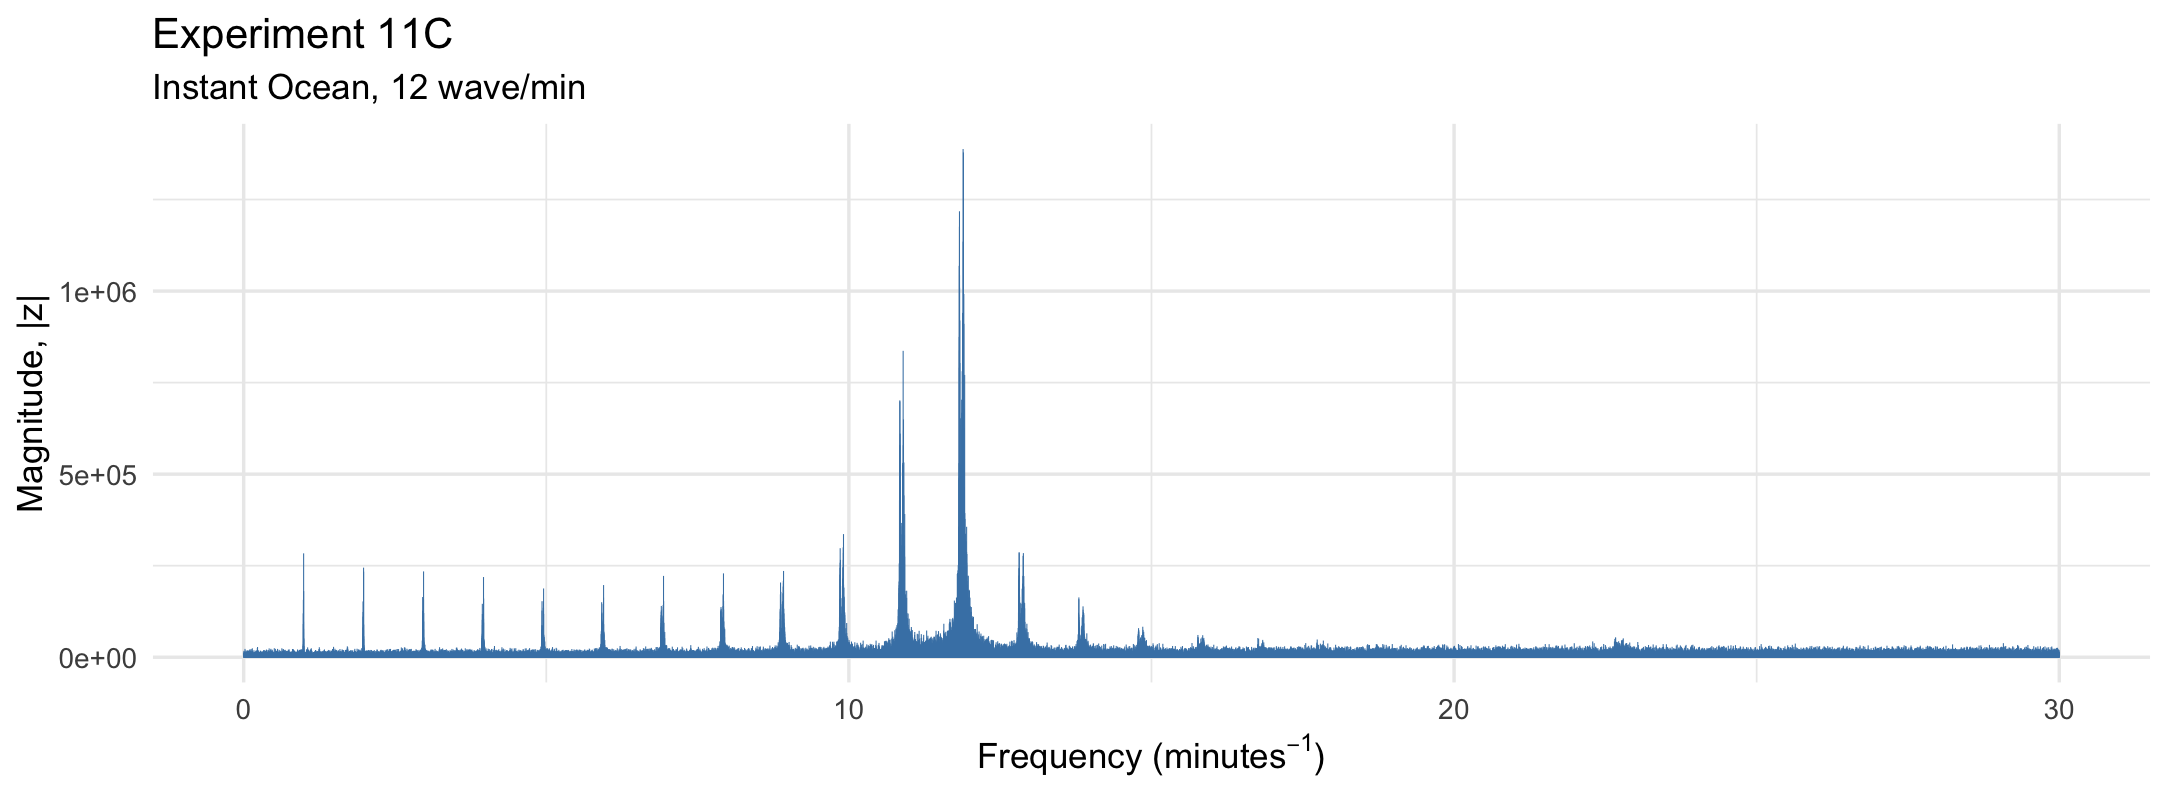 Experiment 11C
Instant Ocean, 12 wave/min
Magnitude, |z|
1e+06
5e+05
0e+00
0
10
20
30
Frequency (minutes⁻¹)